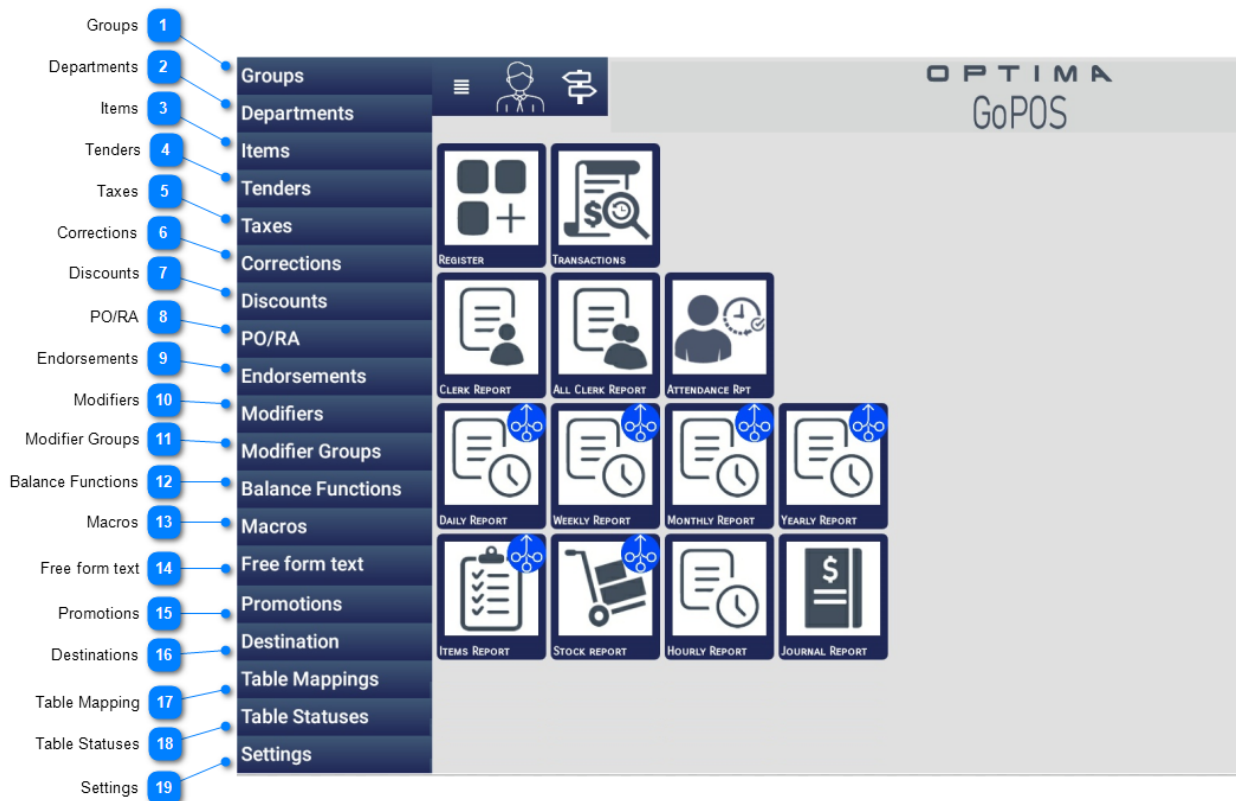 Groups 1
Departments 2
Items 3
Tenders 4
Taxes 5
Corrections 6
Discounts 7
PO/RA 8
Endorsements 9
Modifiers 10
Modifier Groups 11
Balance Functions 12
Macros 13
Free form text 14
Promotions 15
Destinations 16
Table Mapping 17
Table Statuses 18
Settings 19
Groups
Departments
Items
Tenders
Taxes
Corrections
Discounts
PO/RA
Endorsements
Modifiers
Modifier Groups
Balance Functions
Macros
Free form text
Promotions
Destination
Table Mappings
Table Statuses
Settings
OPTIMA
GoPOS
$
REGISTER TRANSACTIONS
CLERK REPORT ALL CLERK REPORT ATTENDANCE RPT
DAILY REPORT WEEKLY REPORT MONTHLY REPORT YEARLY REPORT
$
ITEMS REPORT STOCK REPORT HOURLY REPORT JOURNAL REPORT